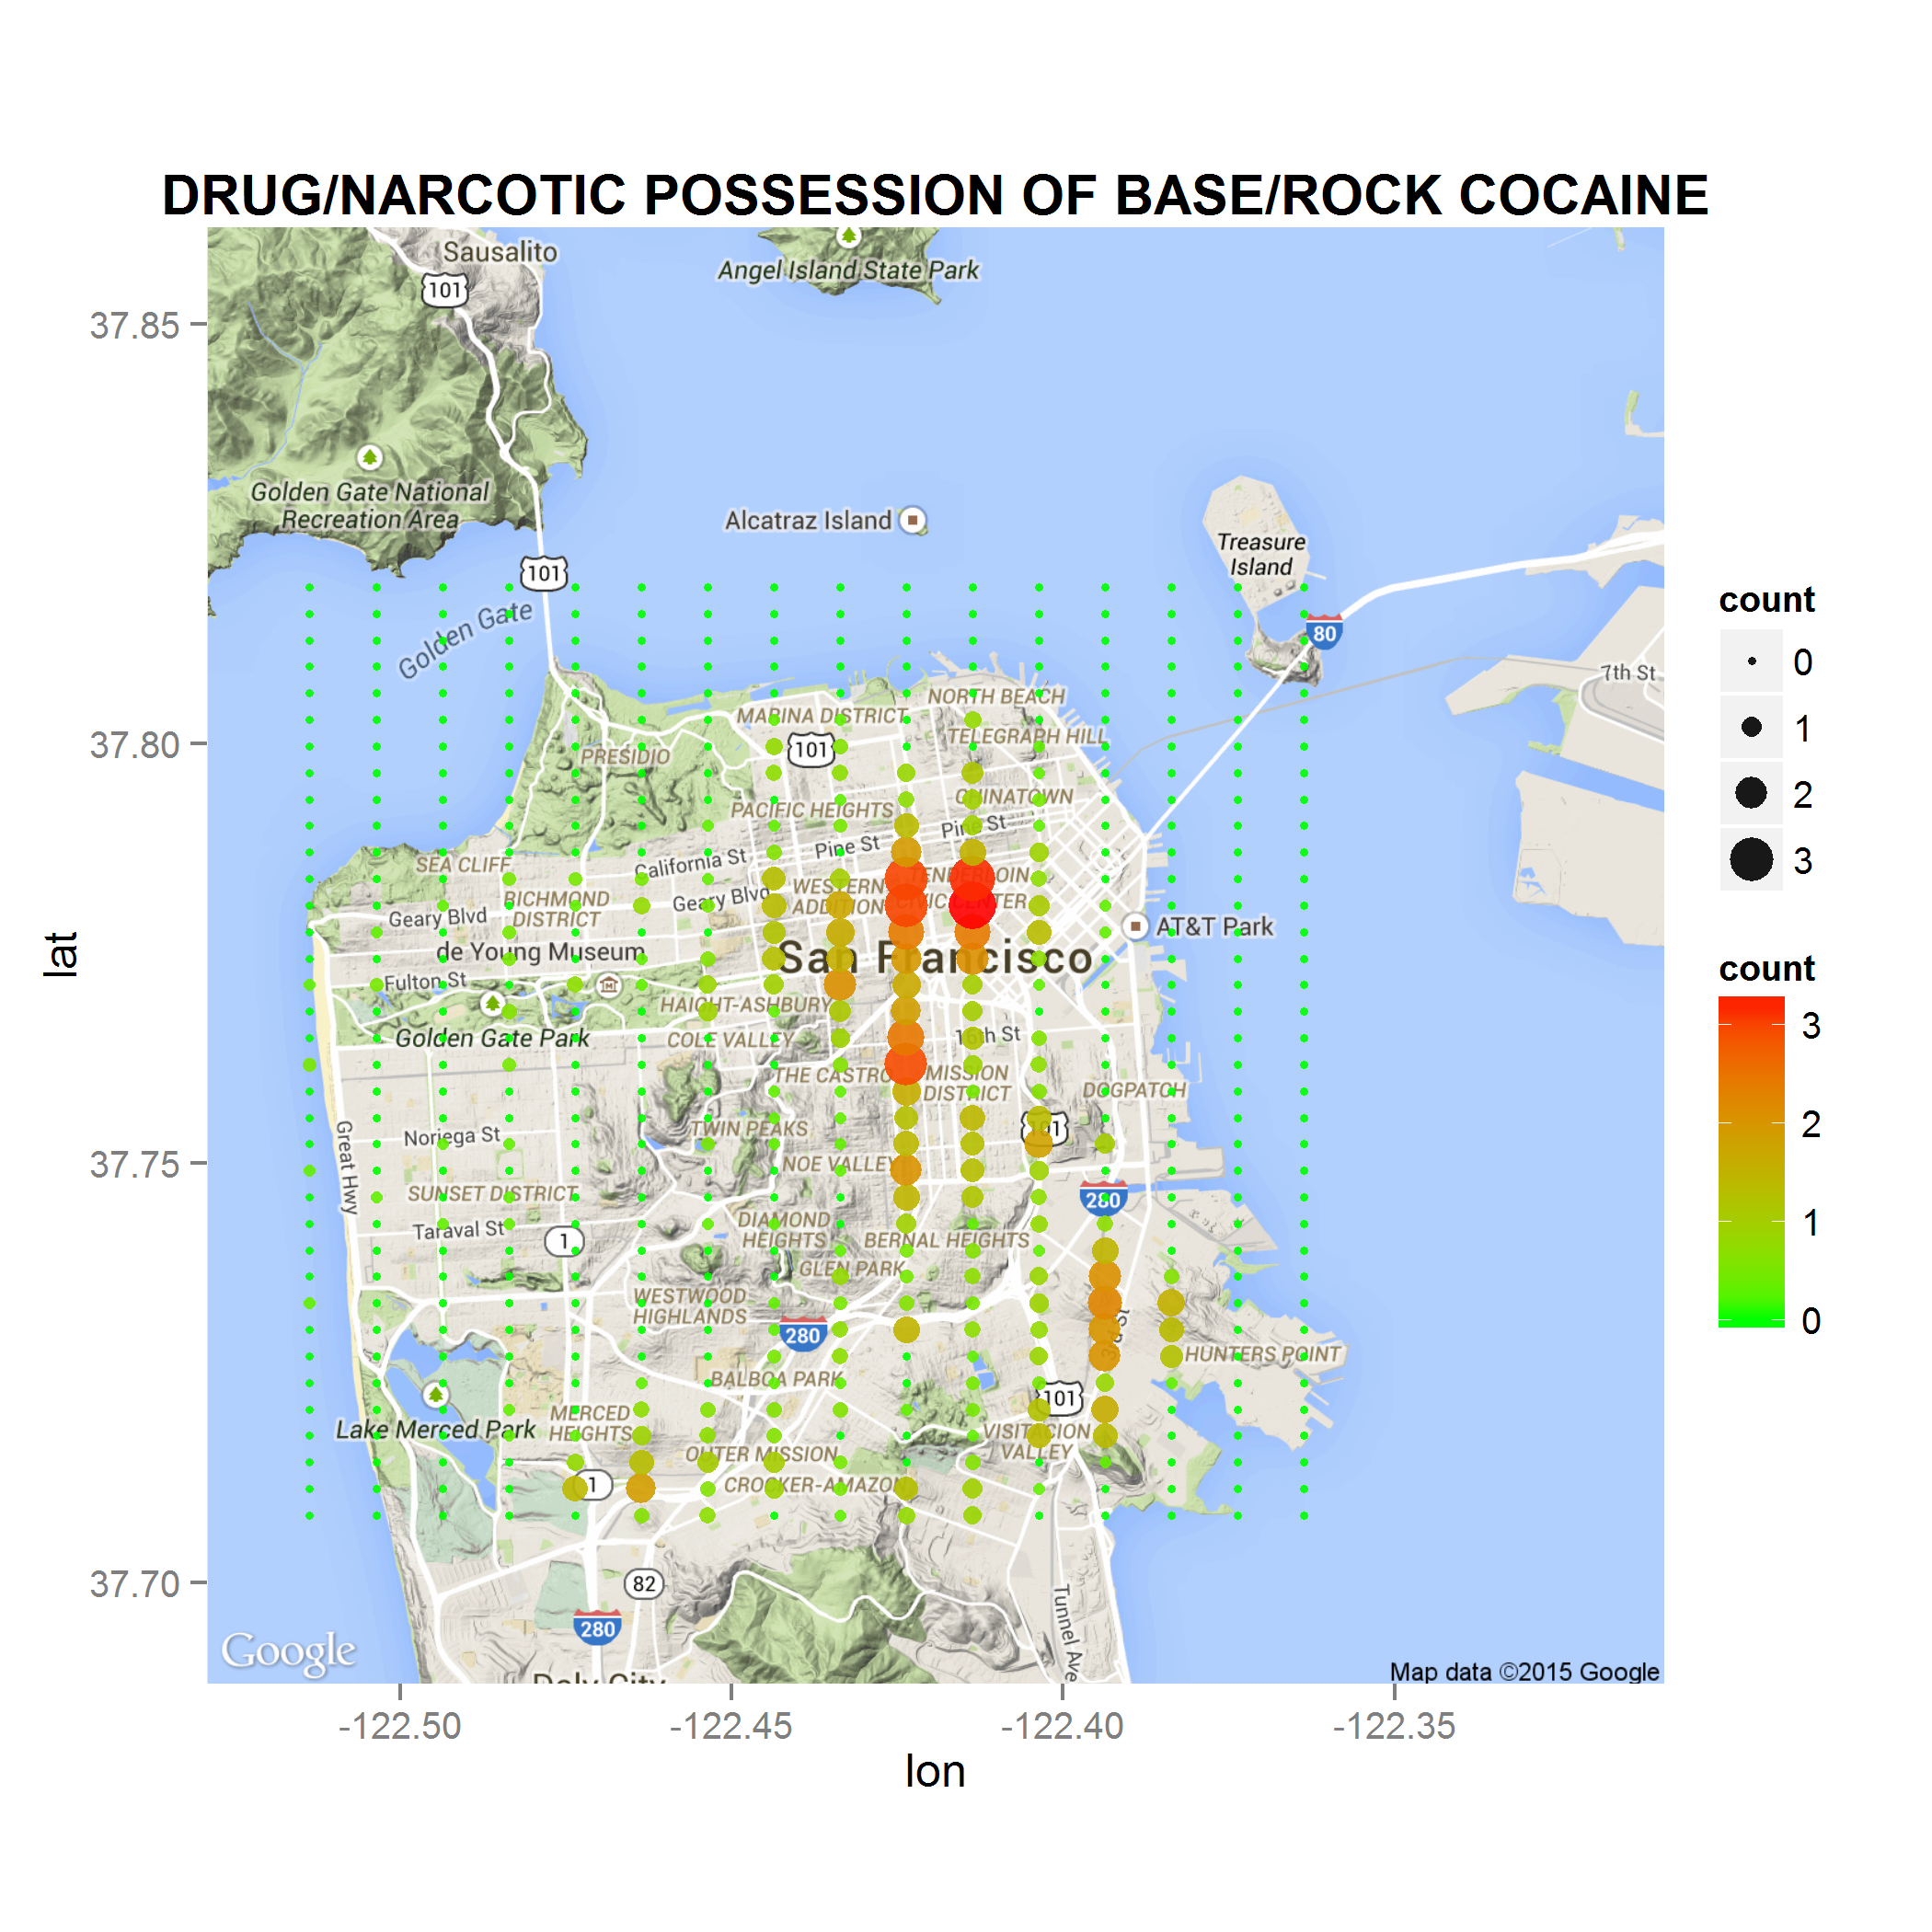 DRUG/NARCOTIC POSSESSION OF BASE/ROCK COCAINE
Sausalito
101
Angel Island State Park
37.85
Golden Gate National
Recreation Area
Alcatraz Island
Treasure
Island
101
Golden Gate
80
7th St
NORTH BEACH
MARINA DISTRICT
TELEGRAPH HILL
37.80
101
PRESIDIO
CHINATOWN
PACIFIC HEIGHTS
Pine St
Pine St
California St
SEA CLIFF
TENDERLOIN
WESTERN
ADDITION
CIVIC CENTER
Geary Blvd
RICHMOND
DISTRICT
Geary Blvd
AT&T Park
de Young Museum
San Francisco
Fulton St
HAIGHT-ASHBURY
Golden Gate Park
COLE VALLEY
16th St
THE CASTRO
MISSION
DISTRICT
DOGPATCH
TWIN PEAKS
101
Noriega St
Great Hwy
37.75
NOE VALLEY
SUNSET DISTRICT
280
Taraval St
1
DIAMOND
HEIGHTS
BERNAL HEIGHTS
GLEN PARK
WESTWOOD
HIGHLANDS
280
3rd St
HUNTERS POINT
BALBOA PARK
101
Lake Merced Park
MERCED
HEIGHTS
VISITACION
VALLEY
OUTER MISSION
1
CROCKER-AMAZON
37.70
82
280
Tunnel Ave
Google
Daly City
Map data ©2015 Google
-122.50
-122.45
-122.40
-122.35
lon
lat
count
0
1
2
3
count
3
2
1
0